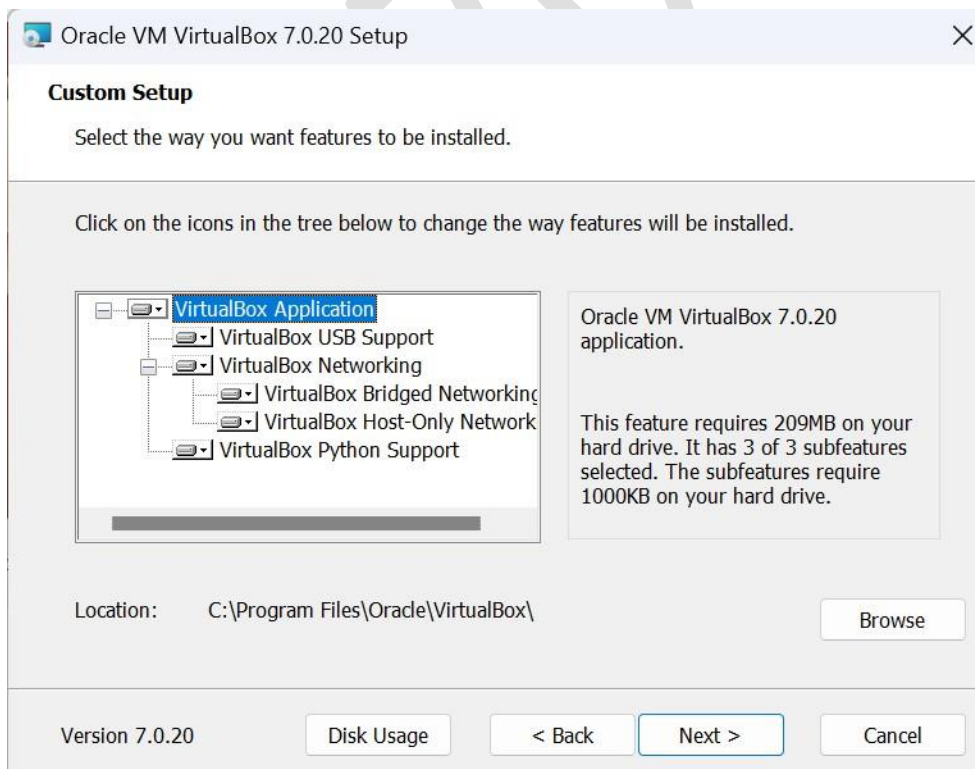 Oracle VM VirtualBox 7.0.20 Setup
Custom Setup
Select the way you want features to be installed.
Click on the icons in the tree below to change the way features will be installed.
VirtualBox Application
VirtualBox USB Support
VirtualBox Networking
VirtualBox Bridged Networking
VirtualBox Host-Only Network
VirtualBox Python Support
Oracle VM VirtualBox 7.0.20
application.
This feature requires 209MB on your
hard drive. It has 3 of 3 subfeatures
selected. The subfeatures require
1000KB on your hard drive.
Location: C:\Program Files\Oracle\VirtualBox\
Browse
Version 7.0.20 Disk Usage < Back Next > Cancel